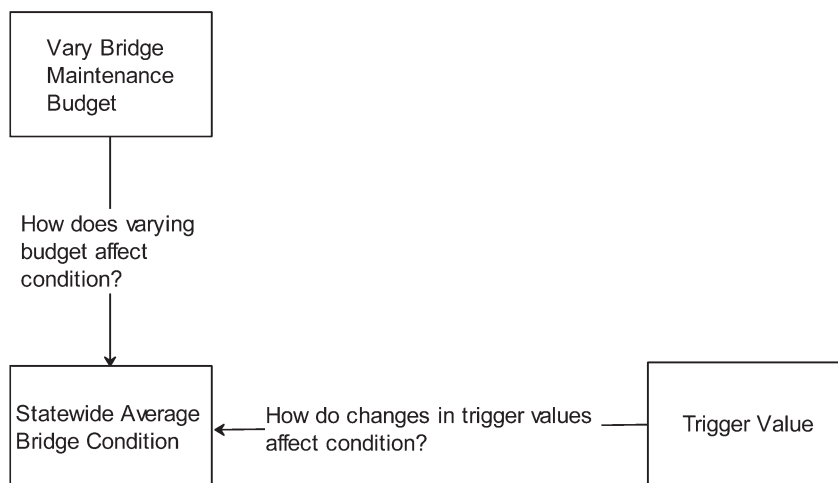 Vary Bridge
Maintenance
Budget
How does varying
budget affect
condition?
Statewide Average
Bridge Condition
How do changes in trigger values
affect condition?
Trigger Value